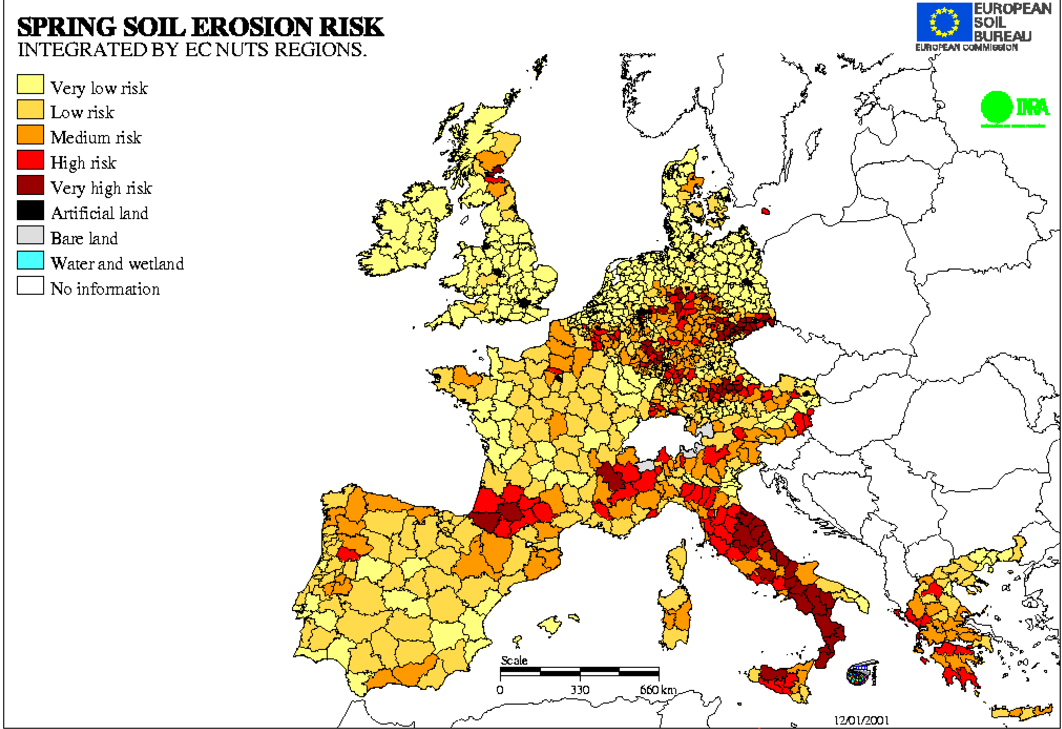 SPRING SOIL EROSION RISK
INTEGRATED BY EC NUTS REGIONS.
EUROPEAN
SOIL
BUREAU
EUROPEAN COMMISSION
INRA
Very low risk
Low risk
Medium risk
High risk
Very high risk
Artificial land
Bare land
Water and wetland
No information
Scale
0 330 660 km
12/01/2001